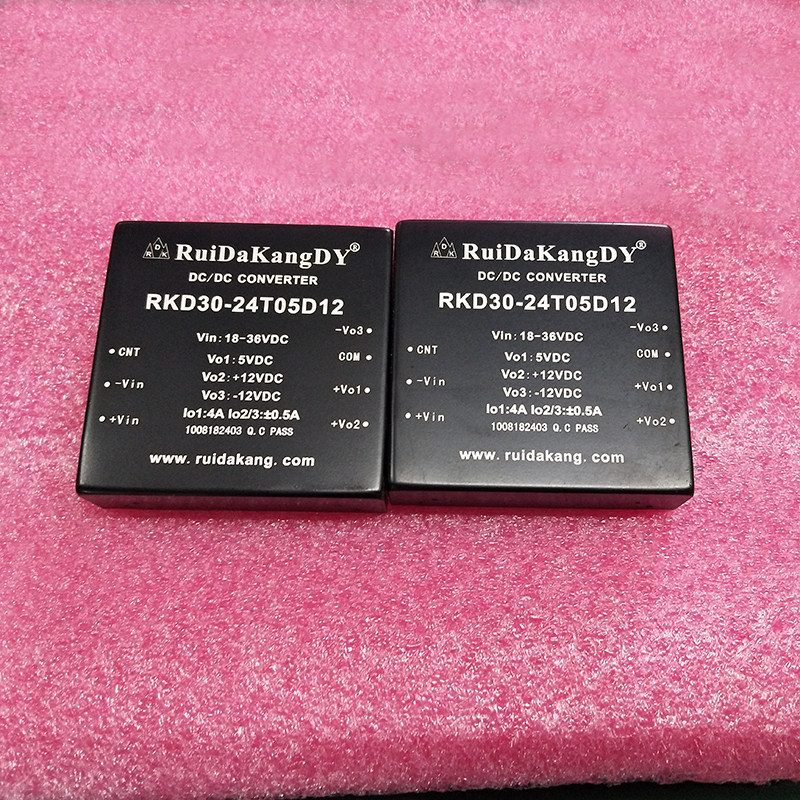 RDK RuiDaKangDY®
DC/DC CONVERTER
RKD30-24T05D12
Vin: 18-36VDC
Vo1: 5VDC
Vo2: +12VDC
Vo3: -12VDC
Io1:4A Io2/3:±0.5A
1008182403 Q.C PASS
www.ruidakang.com
CNT
-Vin
+Vin
-Vo3
COM
+Vo1
+Vo2
RDK RuiDaKangDY®
DC/DC CONVERTER
RKD30-24T05D12
Vin: 18-36VDC
Vo1: 5VDC
Vo2: +12VDC
Vo3: -12VDC
Io1:4A Io2/3:±0.5A
1008182403 Q.C PASS
www.ruidakang.com
CNT
-Vin
+Vin
-Vo3
COM
+Vo1
+Vo2